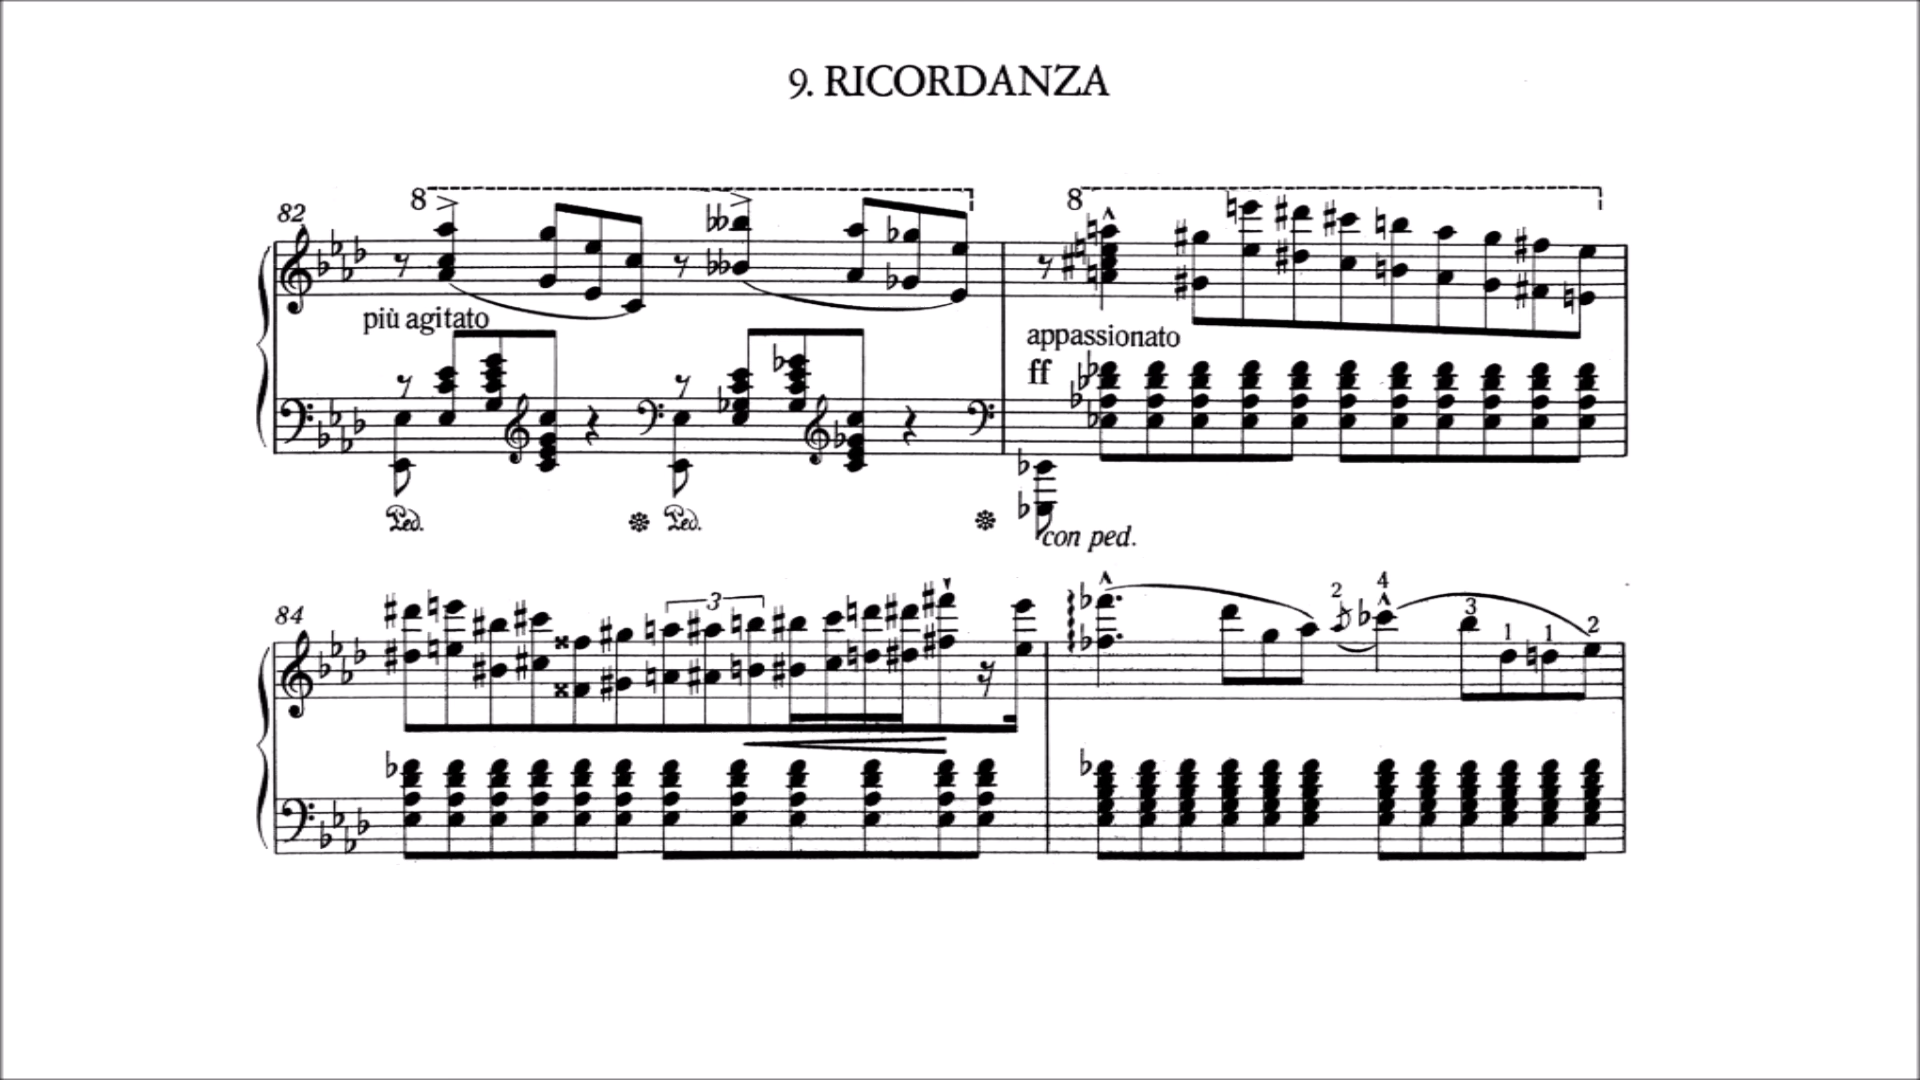 9. RICORDANZA
8 8
82
più agitato
appassionato
ff
Ped. Ped.
con ped.
84 3 2 4 3 1 1 2